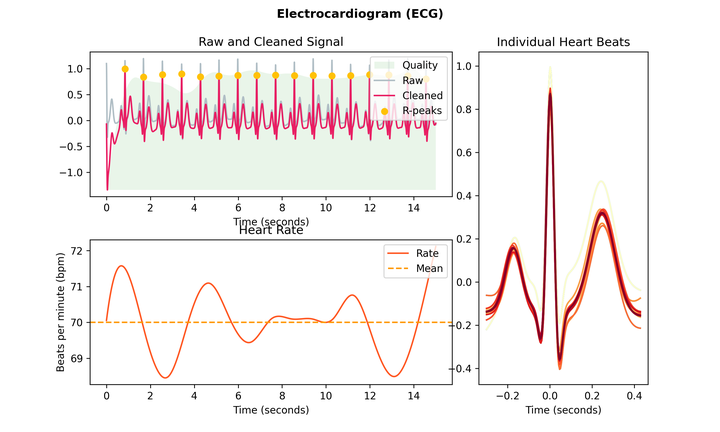 Electrocardiogram (ECG)
Raw and Cleaned Signal
1.0
0.5
0.0
−0.5
−1.0
Quality
Raw
Cleaned
R-peaks
0 2 4 6 8 10 12 14
Time (seconds)
Heart Rate
Beats per minute (bpm)
72
71
70
69
Rate
Mean
0 2 4 6 8 10 12 14
Time (seconds)
Individual Heart Beats
1.0
0.8
0.6
0.4
0.2
0.0
−0.2
−0.4
−0.2 0.0 0.2 0.4
Time (seconds)